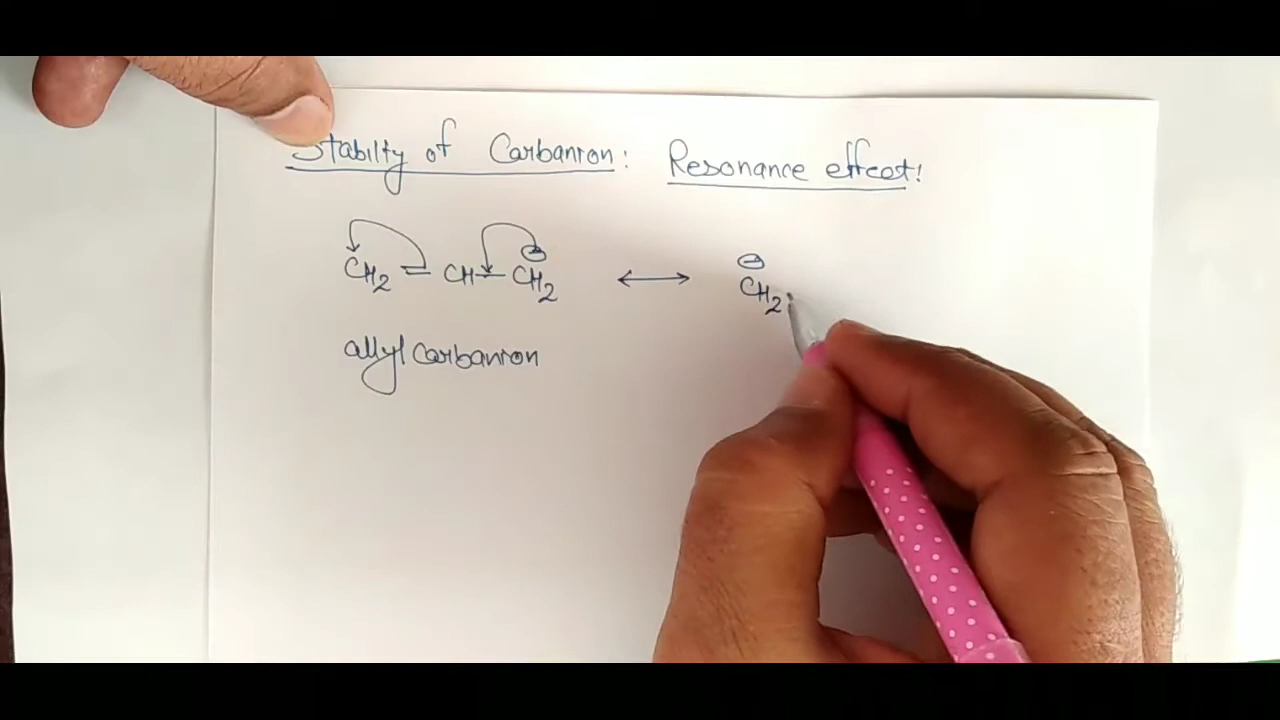 Stabilty of Carbanion: Resonance effect:
CH2 = CH - CH2 ⊖ ⟷ ⊖ CH2
allyl carbanion